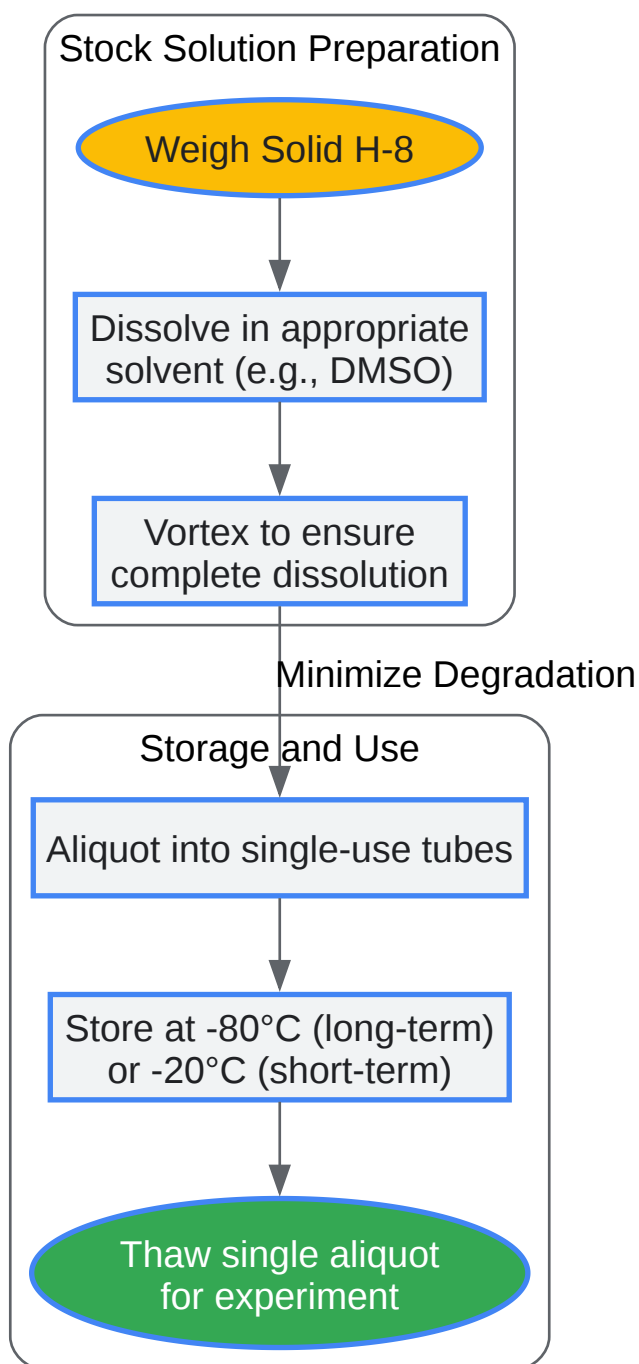 Stock Solution Preparation
Weigh Solid H-8
Dissolve in appropriate
solvent (e.g., DMSO)
Vortex to ensure
complete dissolution
Minimize Degradation
Storage and Use
Aliquot into single-use tubes
Store at -80°C (long-term)
or -20°C (short-term)
Thaw single aliquot
for experiment